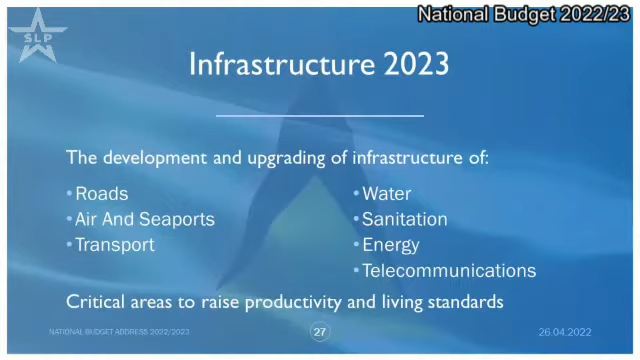 National Budget 2022/23
SLP
Infrastructure 2023
The development and upgrading of infrastructure of:
• Roads
• Air And Seaports
• Transport
• Water
• Sanitation
• Energy
• Telecommunications
Critical areas to raise productivity and living standards
NATIONAL BUDGET ADDRESS 2022/2023
27
26.04.2022